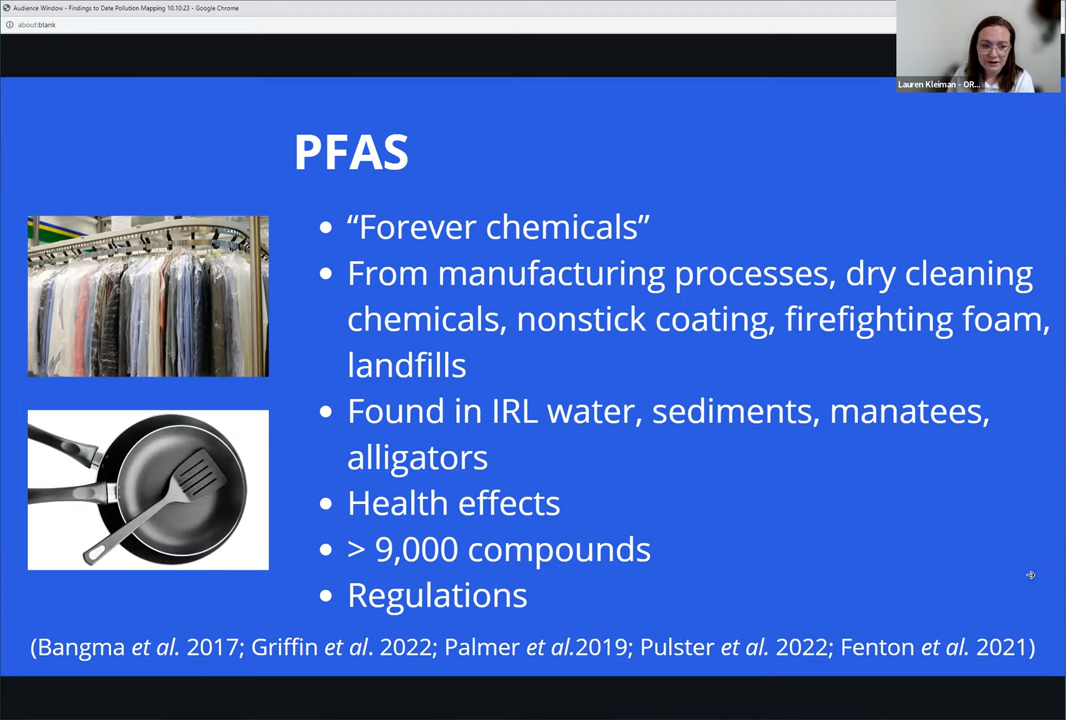 Audience Window - Findings to Date Pollution Mapping 10.10.23 - Google Chrome
about:blank
Lauren Kleiman - OR...
PFAS
• “Forever chemicals”
• From manufacturing processes, dry cleaning
chemicals, nonstick coating, firefighting foam,
landfills
• Found in IRL water, sediments, manatees,
alligators
• Health effects
• > 9,000 compounds
• Regulations
(Bangma et al. 2017; Griffin et al. 2022; Palmer et al.2019; Pulster et al. 2022; Fenton et al. 2021)